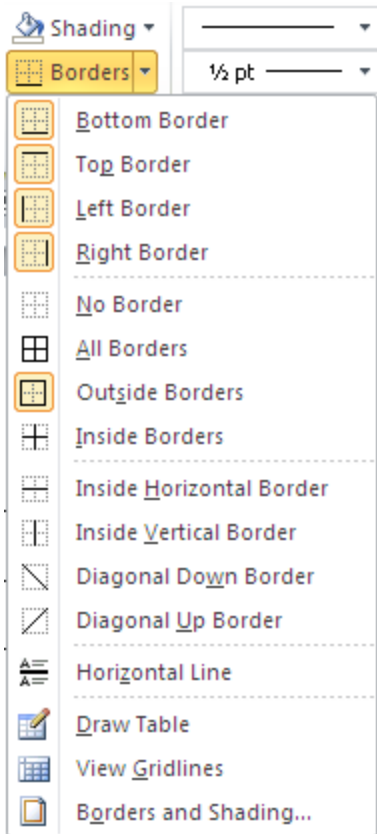 Shading
Borders
½ pt
Bottom Border
Top Border
Left Border
Right Border
No Border
All Borders
Outside Borders
Inside Borders
Inside Horizontal Border
Inside Vertical Border
Diagonal Down Border
Diagonal Up Border
Horizontal Line
Draw Table
View Gridlines
Borders and Shading...